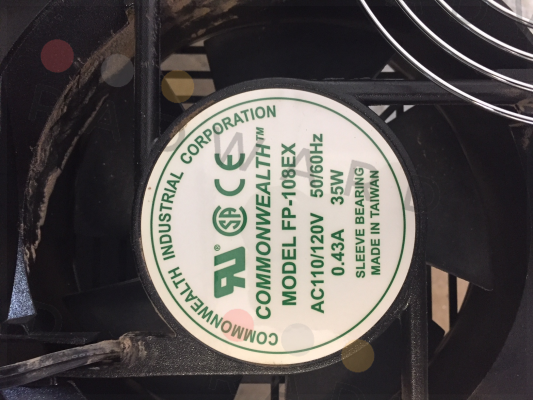 COMMONWEALTH INDUSTRIAL CORPORATION
COMMONWEALTH™
MODEL FP-108EX
AC110/120V 50/60Hz
0.43A 35W
SLEEVE BEARING
MADE IN TAIWAN